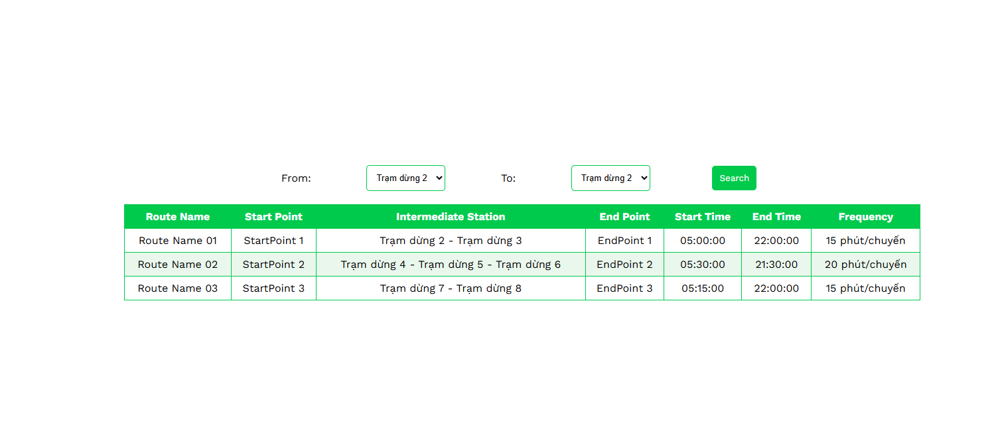 From: Trạm dừng 2 To: Trạm dừng 2 Search
Route Name Start Point Intermediate Station End Point Start Time End Time Frequency
Route Name 01 StartPoint 1 Trạm dừng 2 - Trạm dừng 3 EndPoint 1 05:00:00 22:00:00 15 phút/chuyến
Route Name 02 StartPoint 2 Trạm dừng 4 - Trạm dừng 5 - Trạm dừng 6 EndPoint 2 05:30:00 21:30:00 20 phút/chuyến
Route Name 03 StartPoint 3 Trạm dừng 7 - Trạm dừng 8 EndPoint 3 05:15:00 22:00:00 15 phút/chuyến